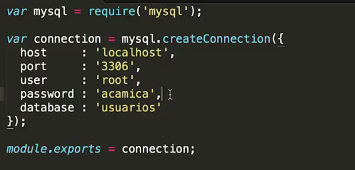 var mysql = require('mysql');
var connection = mysql.createConnection({
host : 'localhost',
port : '3306',
user : 'root',
password : 'acamica',
database : 'usuarios'
});
module.exports = connection;